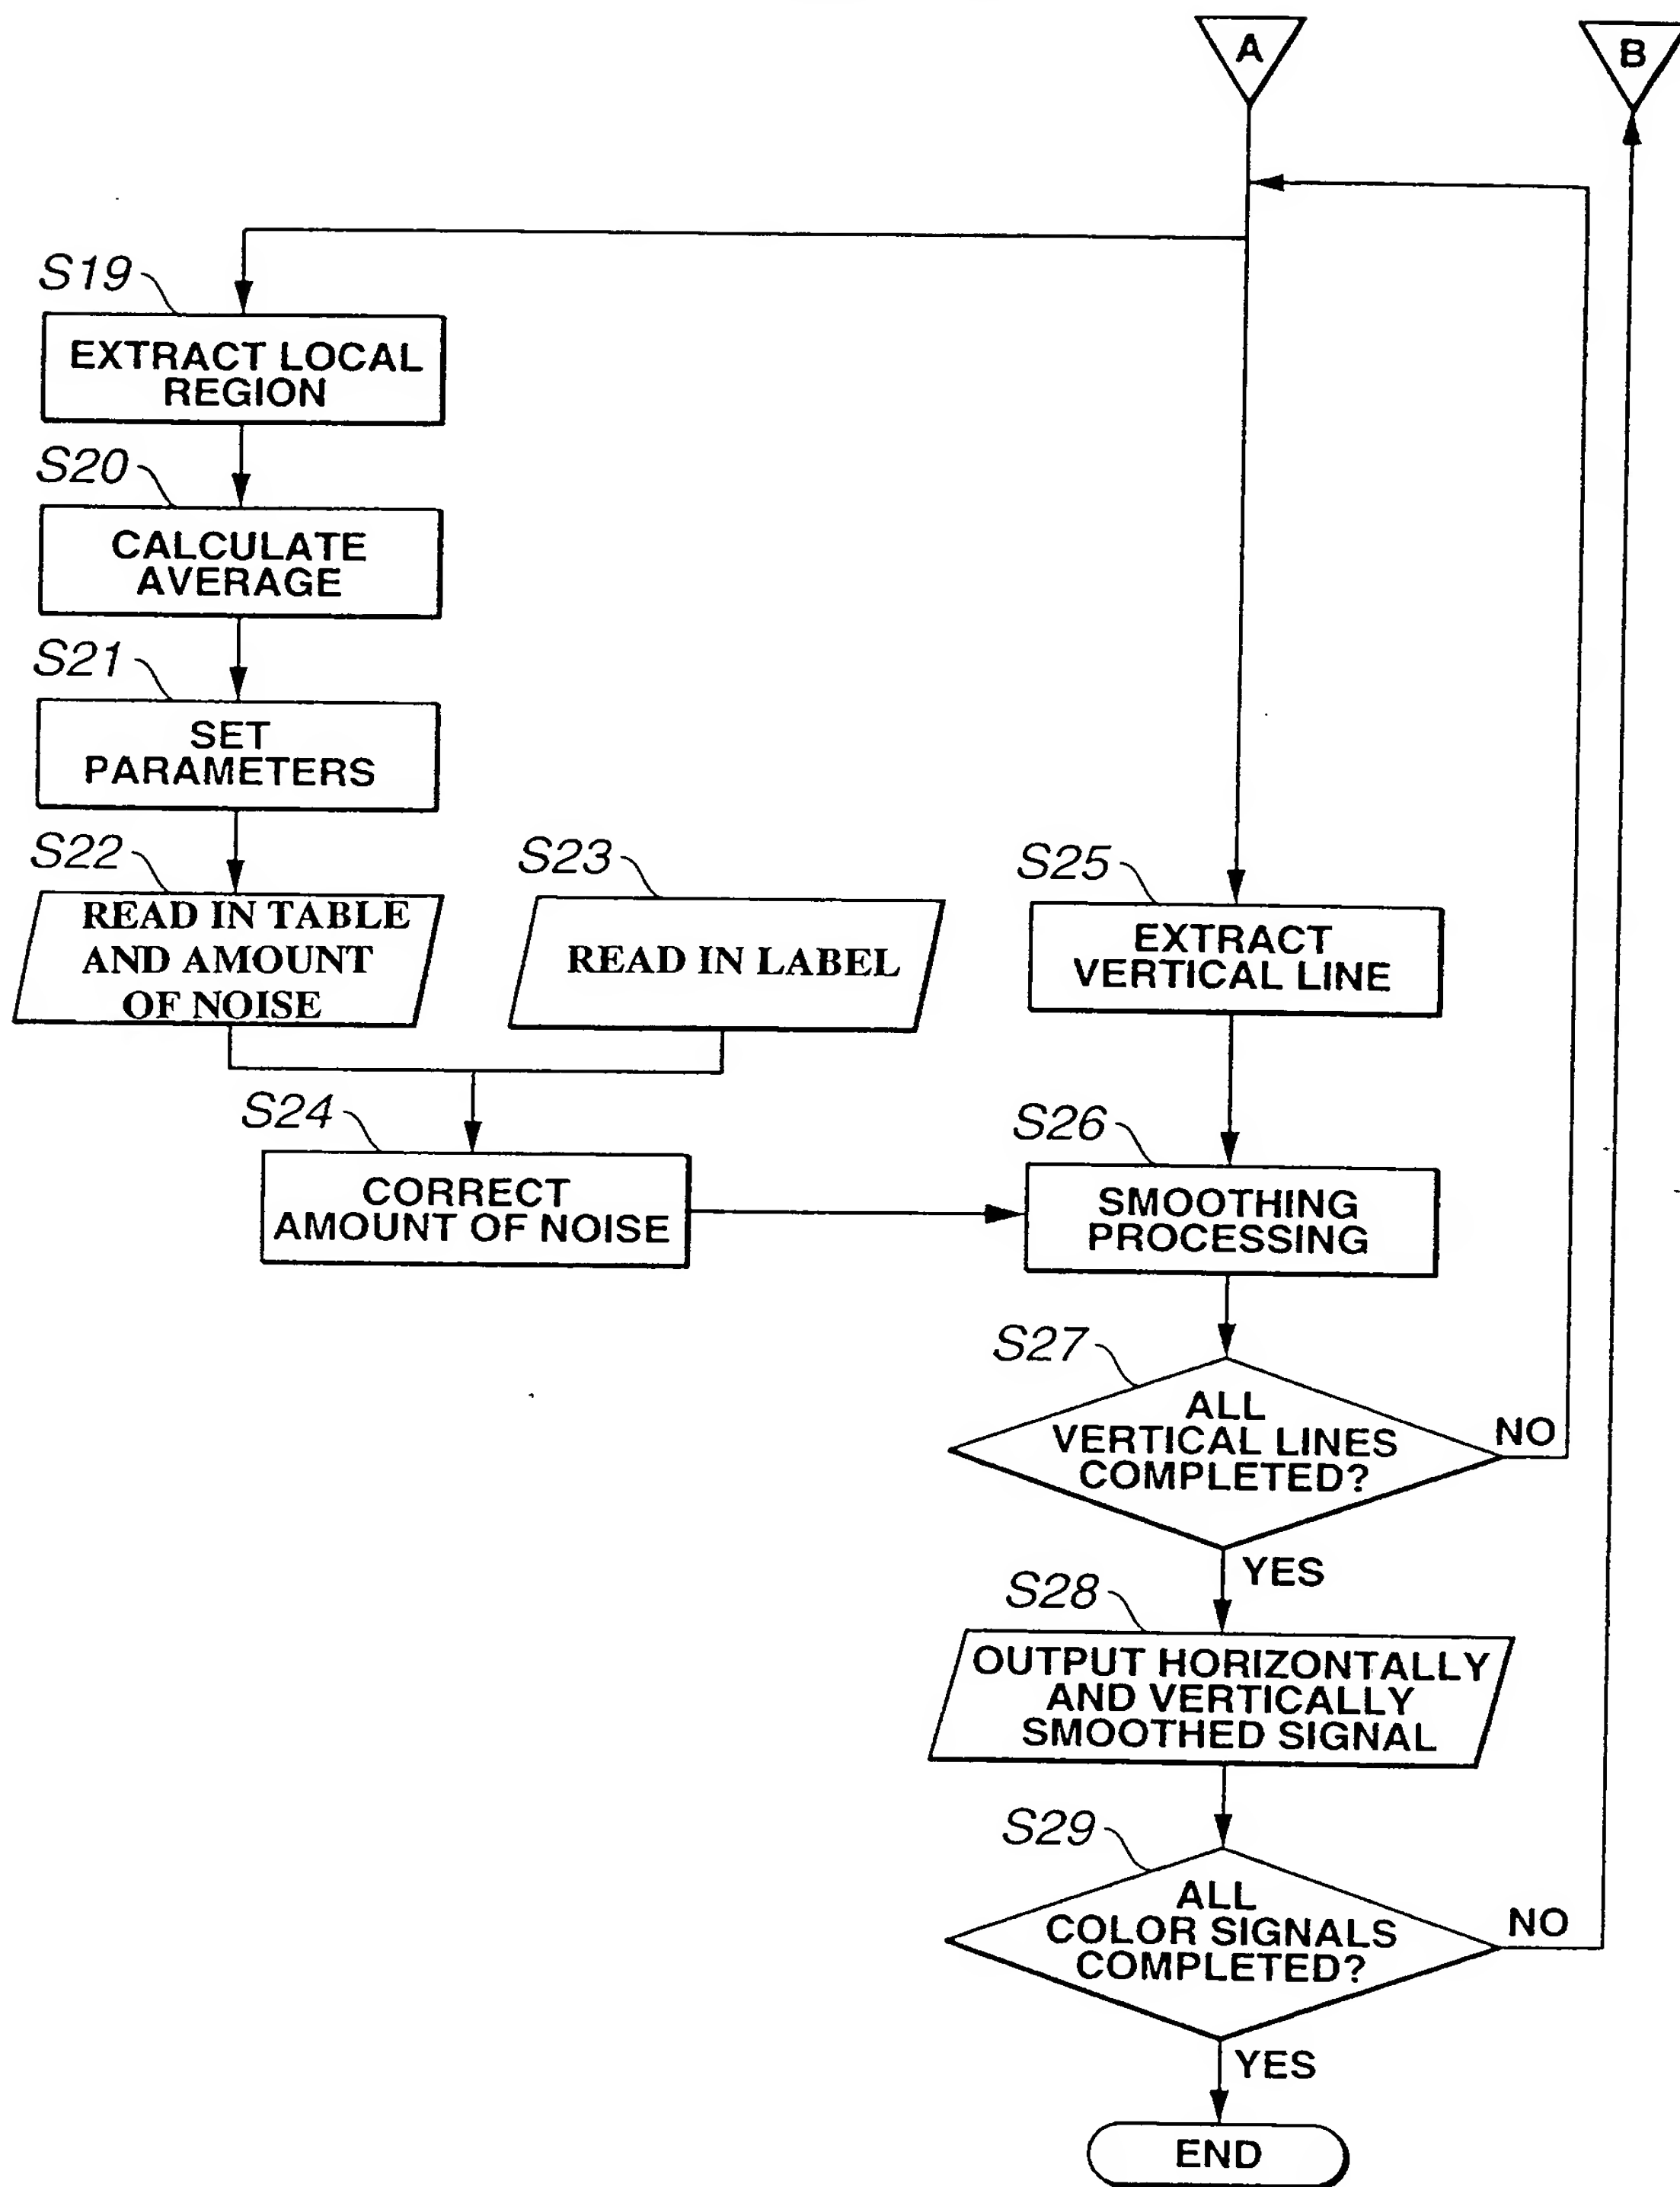 A
B
S19
EXTRACT LOCAL
REGION
S20
CALCULATE
AVERAGE
S21
SET
PARAMETERS
S22
READ IN TABLE
AND AMOUNT
OF NOISE
S23
READ IN LABEL
S24
CORRECT
AMOUNT OF NOISE
S25
EXTRACT
VERTICAL LINE
S26
SMOOTHING
PROCESSING
S27
ALL
VERTICAL LINES
COMPLETED?
NO
YES
S28
OUTPUT HORIZONTALLY
AND VERTICALLY
SMOOTHED SIGNAL
S29
ALL
COLOR SIGNALS
COMPLETED?
NO
YES
END